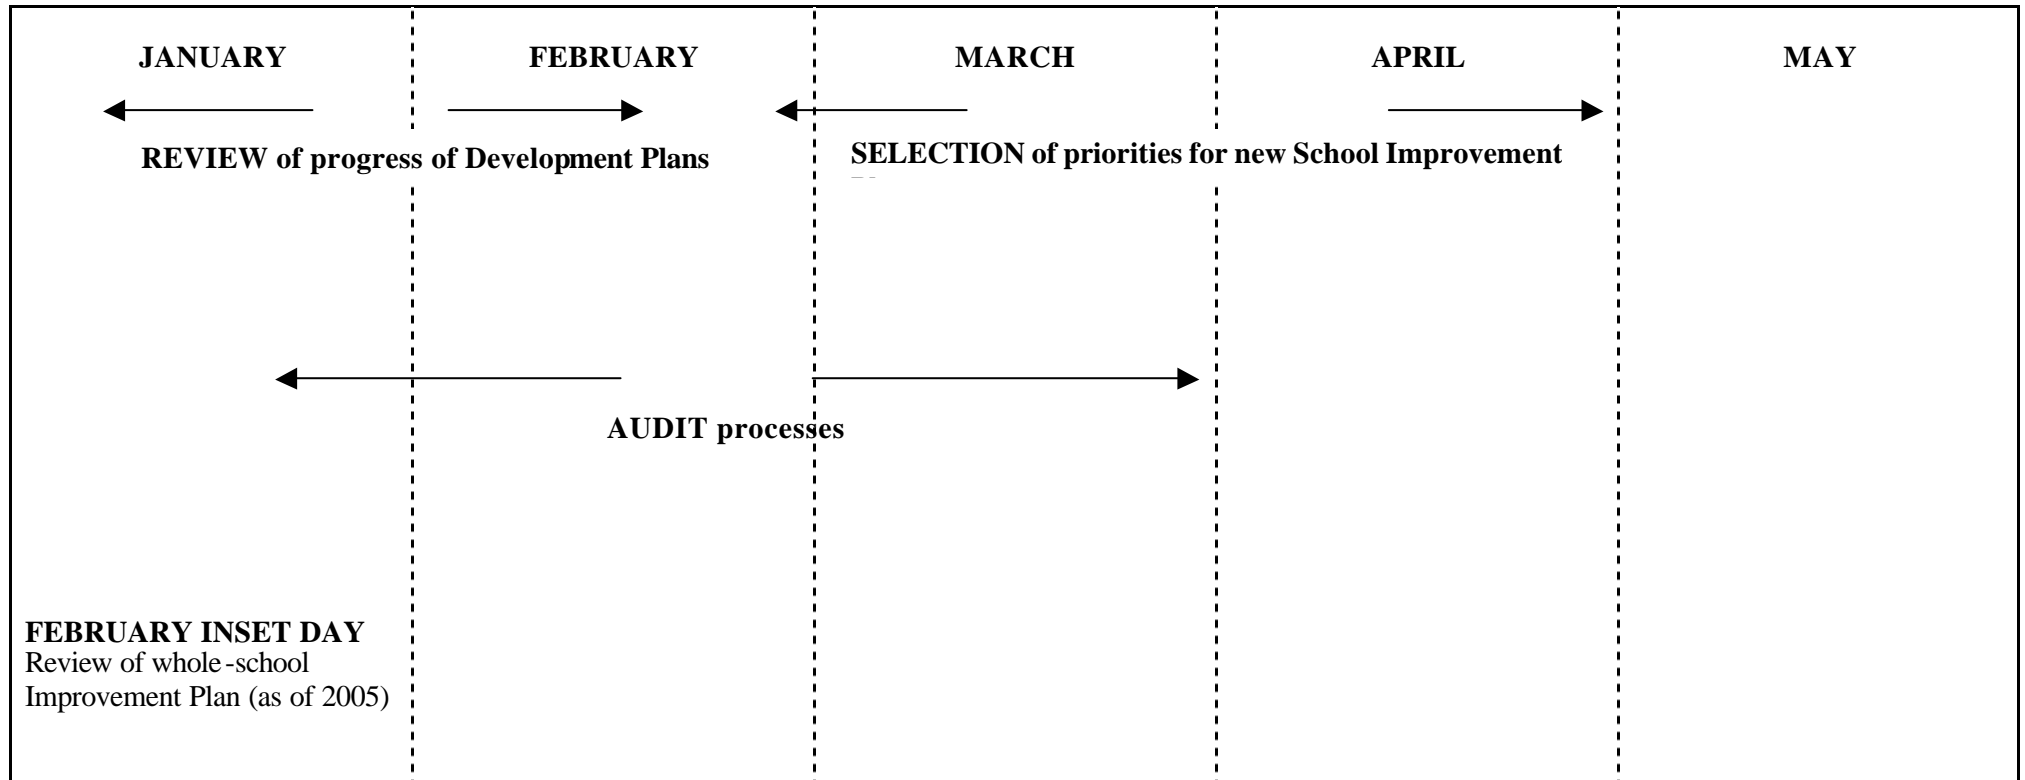 JANUARY FEBRUARY MARCH APRIL MAY
REVIEW of progress of Development Plans
SELECTION of priorities for new School Improvement
AUDIT processes
FEBRUARY INSET DAY
Review of whole-school
Improvement Plan (as of 2005)